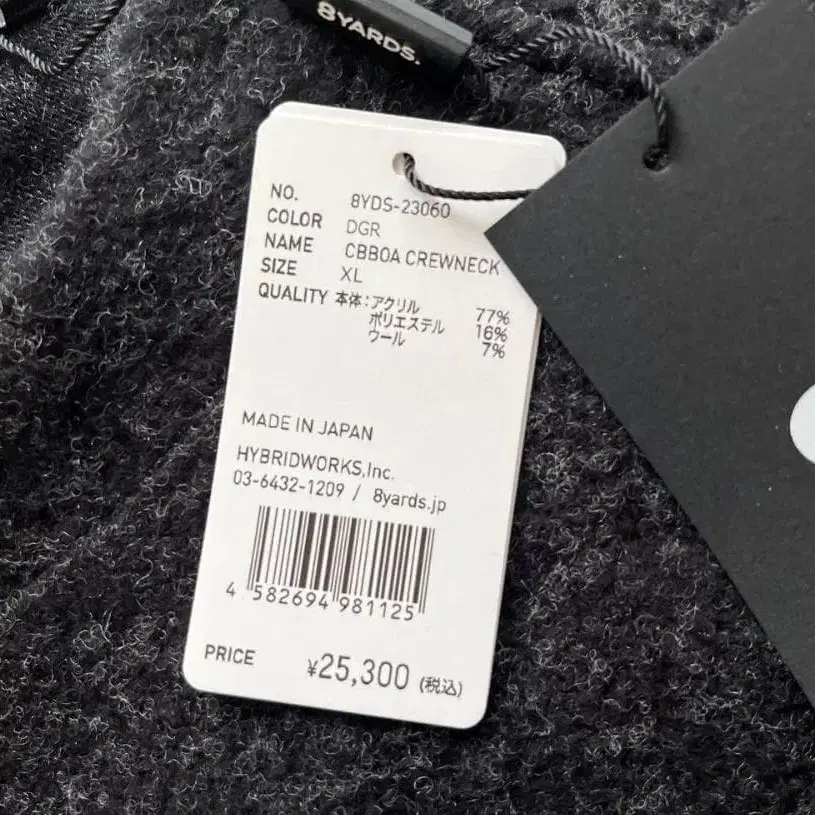 8YARDS.
NO. 8YDS-23060
COLOR DGR
NAME CBBOA CREWNECK
SIZE XL
QUALITY 本体:アクリル 77%
ポリエステル 16%
ウール 7%
MADE IN JAPAN
HYBRIDWORKS,Inc.
03-6432-1209 / 8yards.jp
4 582694 981125
PRICE ¥25,300 (税込)